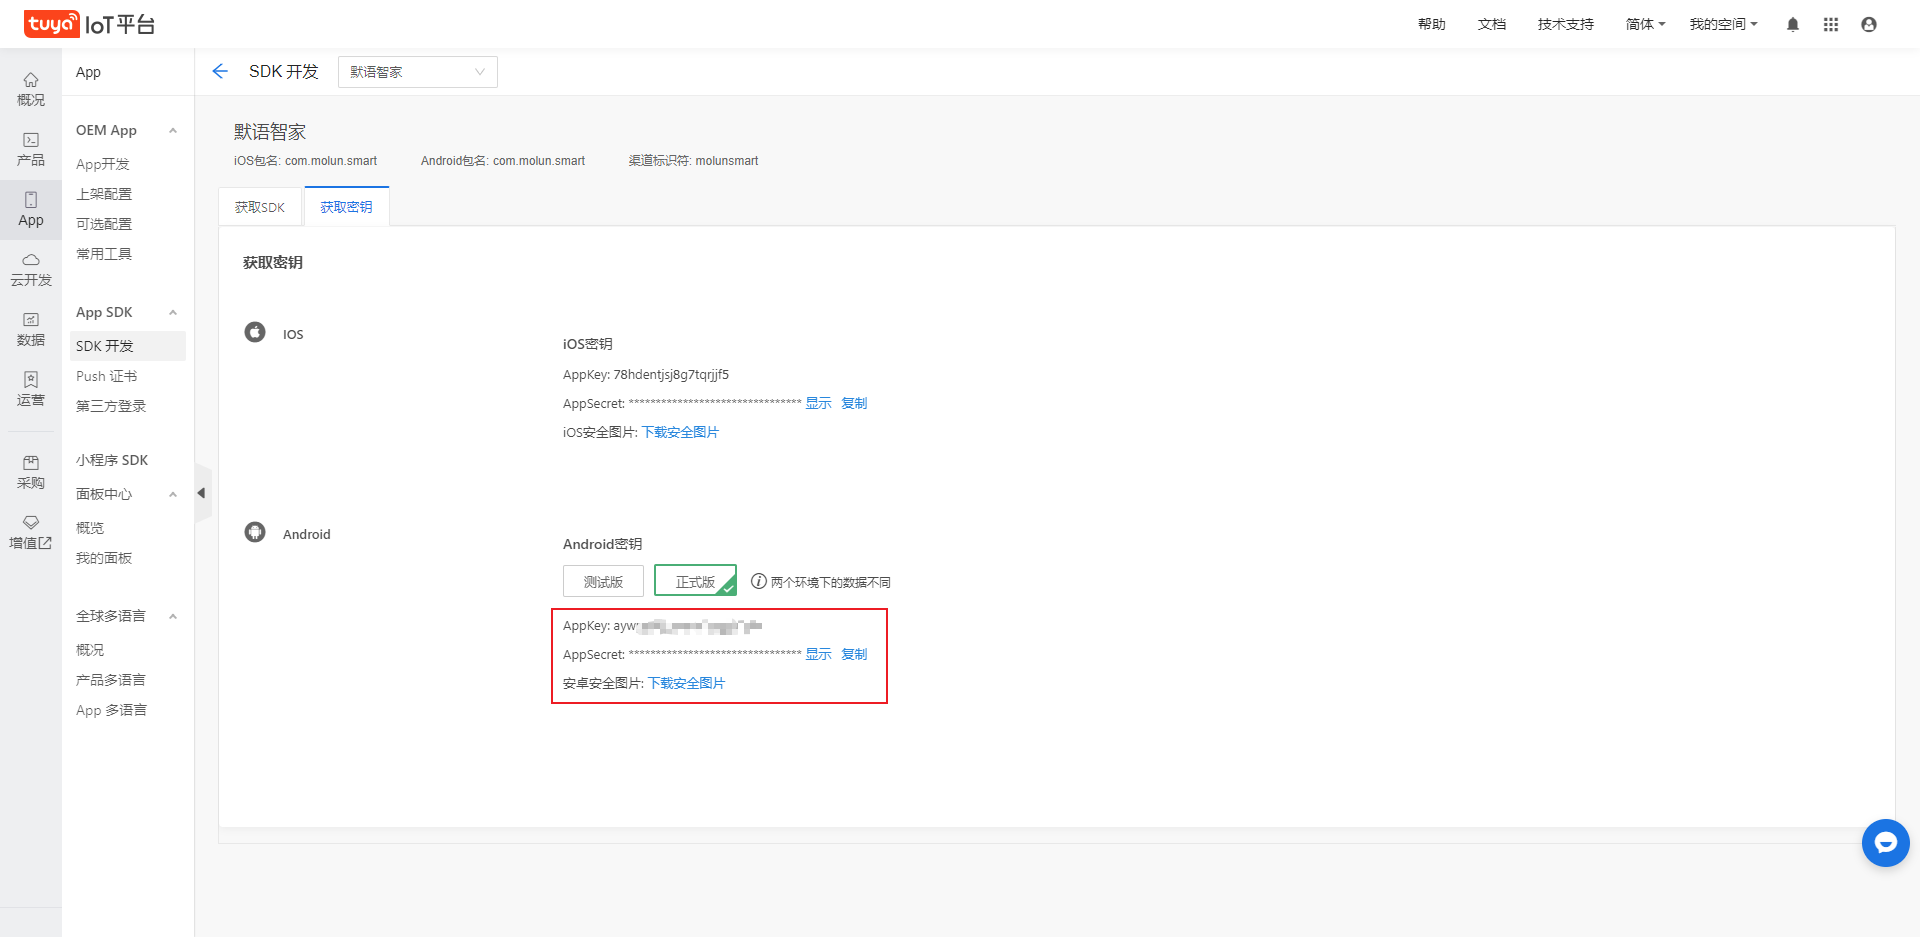 tuya IoT平台
帮助 文档 技术支持 简体 我的空间
概况
产品
App
云开发
数据
运营
采购
增值
App
OEM App
App开发
上架配置
可选配置
常用工具
App SDK
SDK 开发
Push 证书
第三方登录
小程序 SDK
面板中心
概览
我的面板
全球多语言
概况
产品多语言
App 多语言
SDK 开发 默语智家
默语智家
iOS包名: com.molun.smart Android包名: com.molun.smart 渠道标识符: molunsmart
获取SDK 获取密钥
获取密钥
IOS
iOS密钥
AppKey: 78hdentjsj8g7tqrjjf5
AppSecret: ******************************** 显示 复制
iOS安全图片: 下载安全图片
Android
Android密钥
测试版 正式版 两个环境下的数据不同
AppKey: ayw
AppSecret: ******************************** 显示 复制
安卓安全图片: 下载安全图片